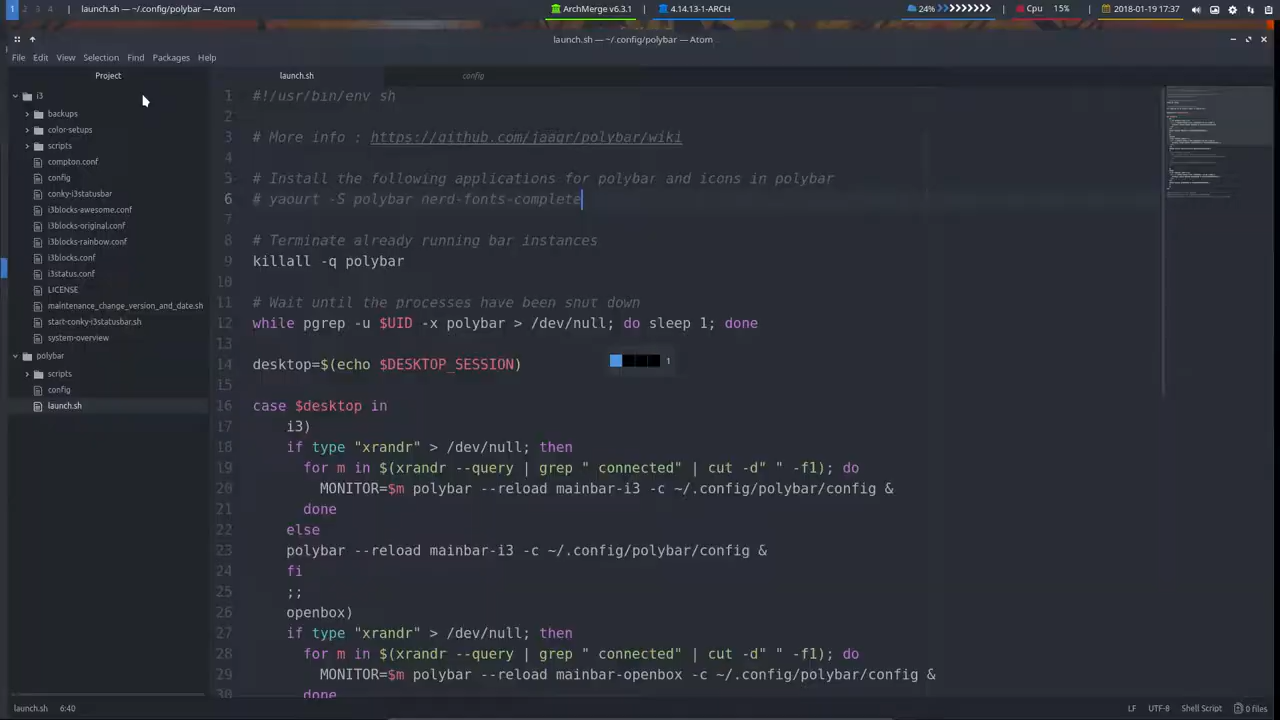 1 2 3 4 launch.sh — ~/.config/polybar — Atom ArchMerge v6.3.1 4.14.13-1-ARCH 24% Cpu 15% 2018-01-19 17:37
launch.sh — ~/.config/polybar — Atom
File Edit View Selection Find Packages Help
Project
i3
backups
color-setups
scripts
compton.conf
config
conky-i3statusbar
i3blocks-awesome.conf
i3blocks-original.conf
i3blocks-rainbow.conf
i3blocks.conf
i3status.conf
LICENSE
maintenance_change_version_and_date.sh
start-conky-i3statusbar.sh
system-overview
polybar
scripts
config
launch.sh
launch.sh config
1 #!/usr/bin/env sh
2
3 # More info : https://github.com/jaagr/polybar/wiki
4
5 # Install the following applications for polybar and icons in polybar
6 # yaourt -S polybar nerd-fonts-complete
7
8 # Terminate already running bar instances
9 killall -q polybar
10
11 # Wait until the processes have been shut down
12 while pgrep -u $UID -x polybar > /dev/null; do sleep 1; done
13
14 desktop=$(echo $DESKTOP_SESSION)
15
16 case $desktop in
17 i3)
18 if type "xrandr" > /dev/null; then
19 for m in $(xrandr --query | grep " connected" | cut -d" " -f1); do
20 MONITOR=$m polybar --reload mainbar-i3 -c ~/.config/polybar/config &
21 done
22 else
23 polybar --reload mainbar-i3 -c ~/.config/polybar/config &
24 fi
25 ;;
26 openbox)
27 if type "xrandr" > /dev/null; then
28 for m in $(xrandr --query | grep " connected" | cut -d" " -f1); do
29 MONITOR=$m polybar --reload mainbar-openbox -c ~/.config/polybar/config &
30 done
1
launch.sh 6:40 LF UTF-8 Shell Script 0 files